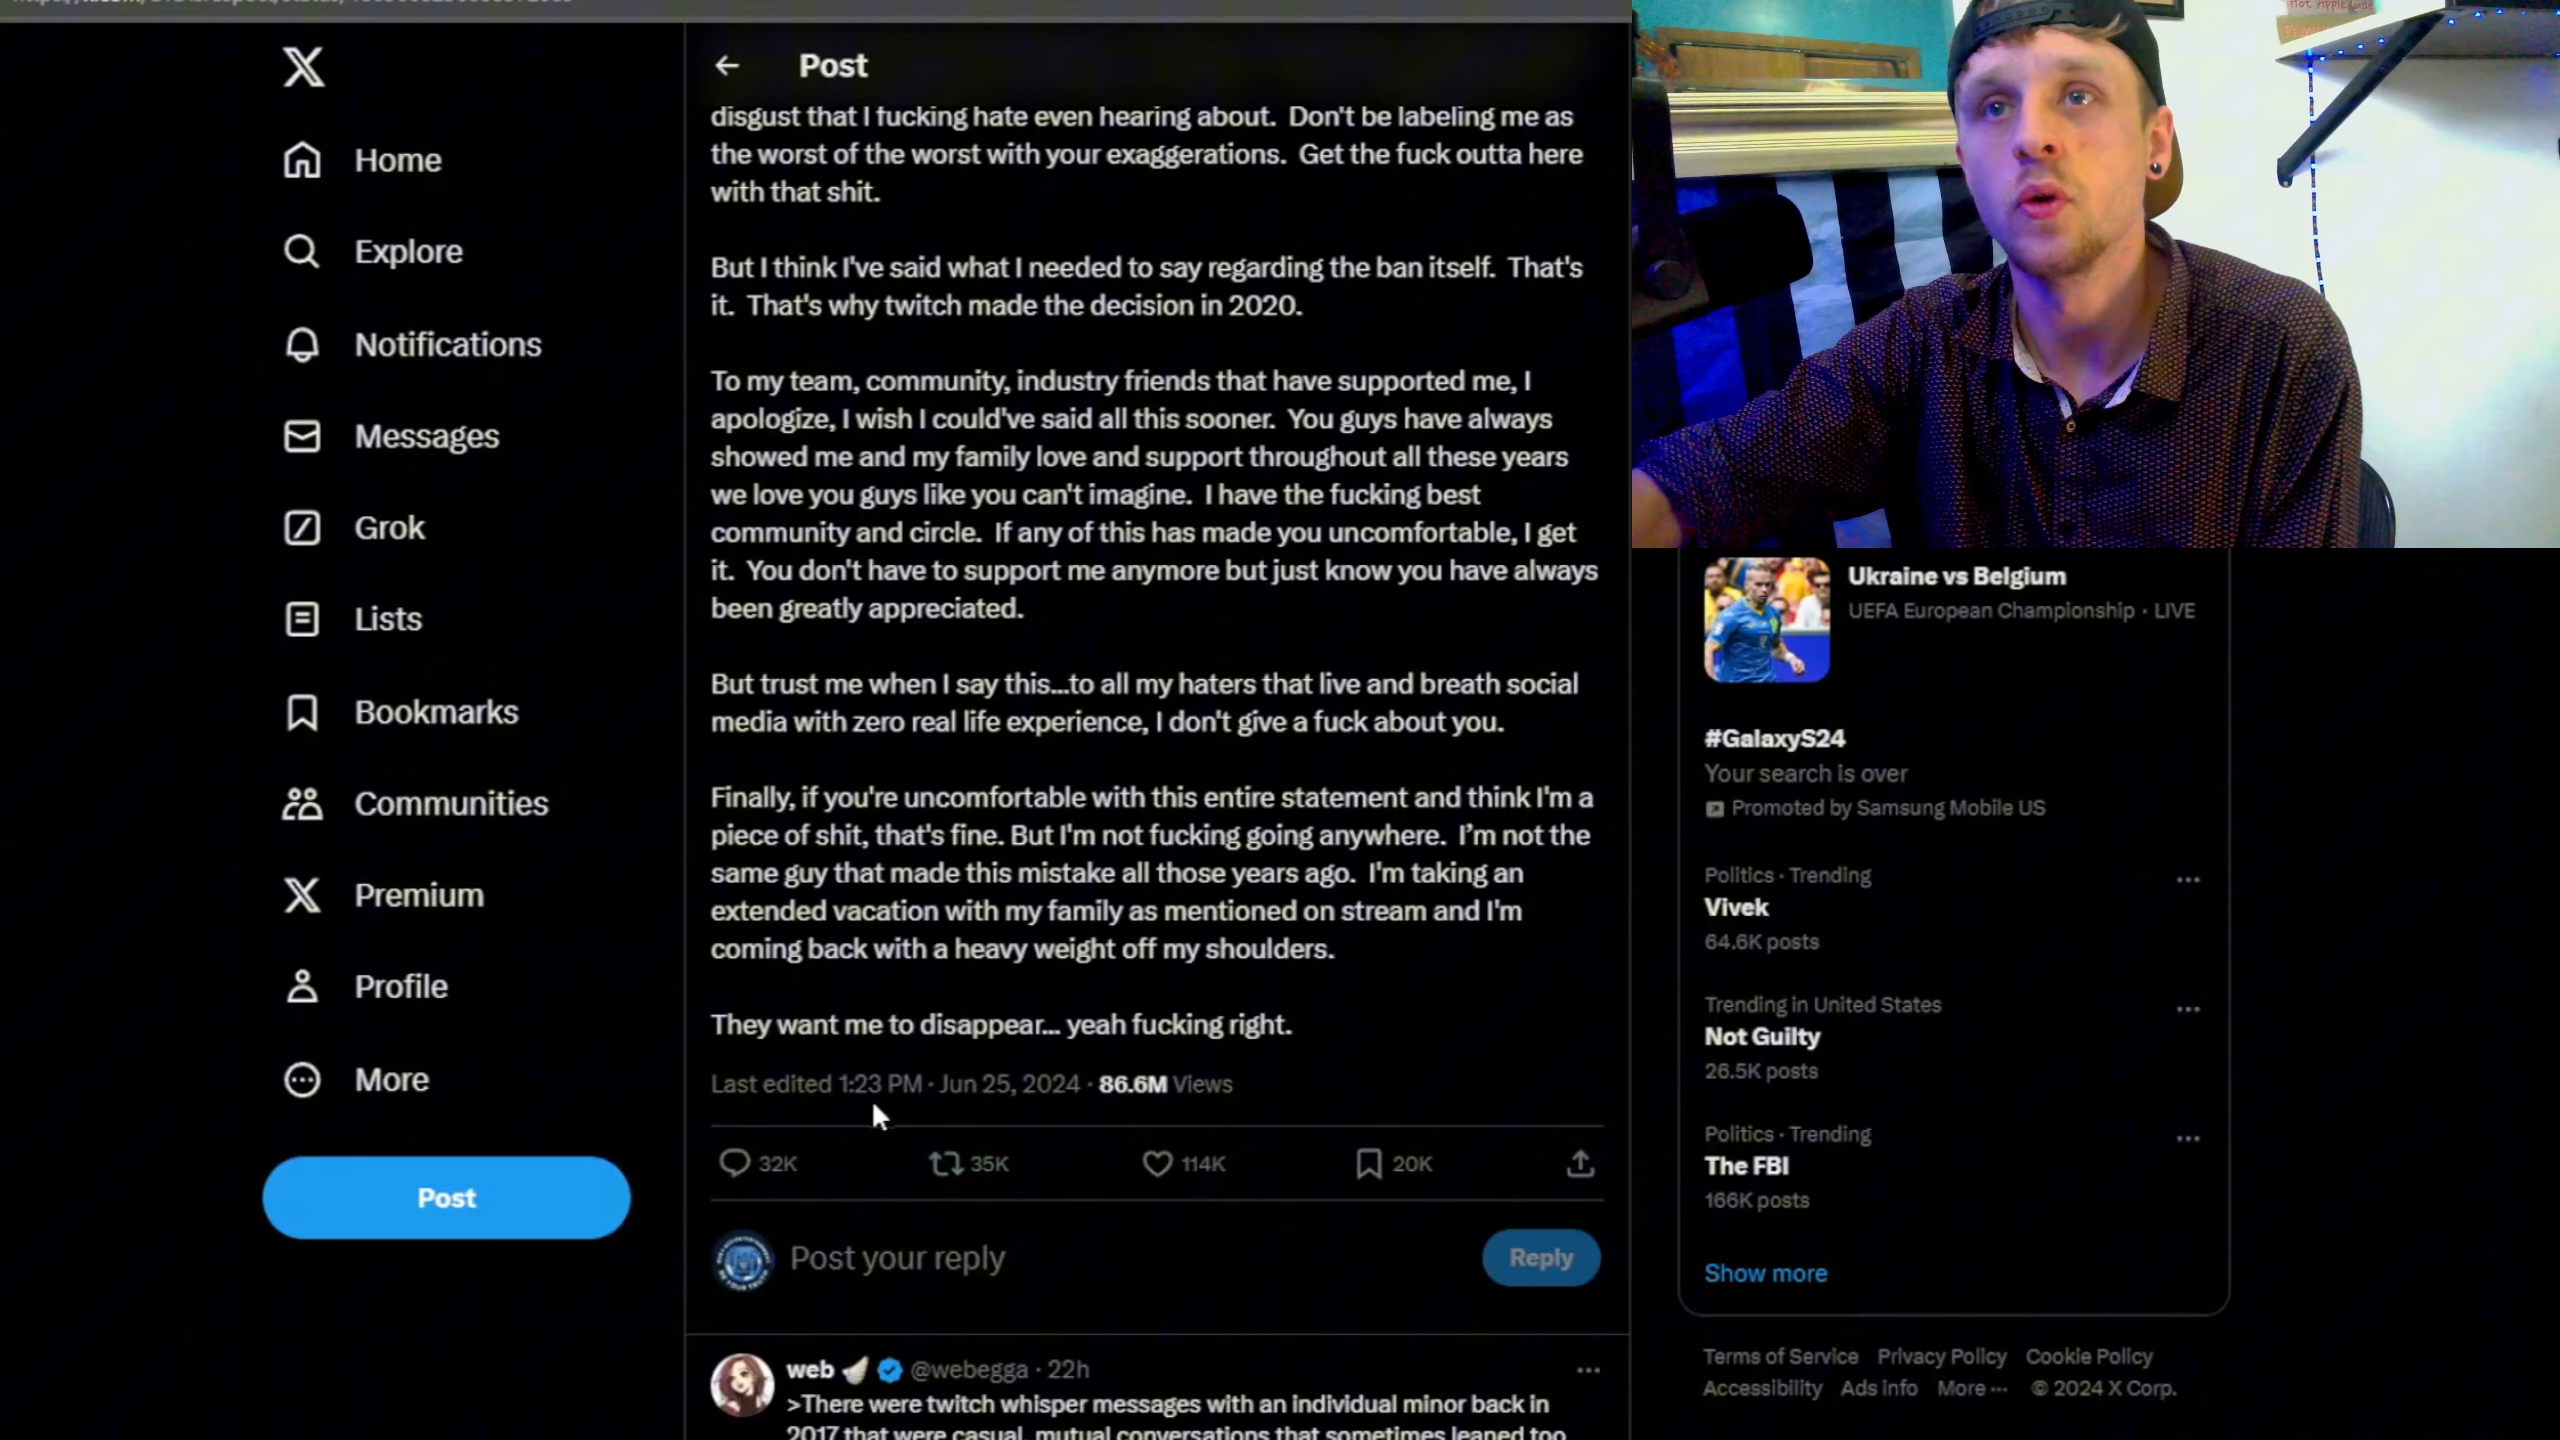 Home
Explore
Notifications
Messages
Grok
Lists
Bookmarks
Communities
Premium
Profile
More
Post
Post
disgust that I fucking hate even hearing about.  Don't be labeling me as
the worst of the worst with your exaggerations.  Get the fuck outta here
with that shit.
But I think I've said what I needed to say regarding the ban itself.  That's
it.  That's why twitch made the decision in 2020.
To my team, community, industry friends that have supported me, I
apologize, I wish I could've said all this sooner.  You guys have always
showed me and my family love and support throughout all these years
we love you guys like you can't imagine.  I have the fucking best
community and circle.  If any of this has made you uncomfortable, I get
it.  You don't have to support me anymore but just know you have always
been greatly appreciated.
But trust me when I say this...to all my haters that live and breath social
media with zero real life experience, I don't give a fuck about you.
Finally, if you're uncomfortable with this entire statement and think I'm a
piece of shit, that's fine. But I'm not fucking going anywhere.  I’m not the
same guy that made this mistake all those years ago.  I'm taking an
extended vacation with my family as mentioned on stream and I'm
coming back with a heavy weight off my shoulders.
They want me to disappear... yeah fucking right.
Last edited 1:23 PM · Jun 25, 2024 · 86.6M Views
32K 35K 114K 20K
Post your reply
Reply
web @webegga · 22h
>There were twitch whisper messages with an individual minor back in
2017 that were casual, mutual conversations that sometimes leaned too
Hot Apple Cide
Ukraine vs Belgium
UEFA European Championship · LIVE
#GalaxyS24
Your search is over
Promoted by Samsung Mobile US
Politics · Trending
Vivek
64.6K posts
Trending in United States
Not Guilty
26.5K posts
Politics · Trending
The FBI
166K posts
Show more
Terms of Service Privacy Policy Cookie Policy
Accessibility Ads info More ··· © 2024 X Corp.